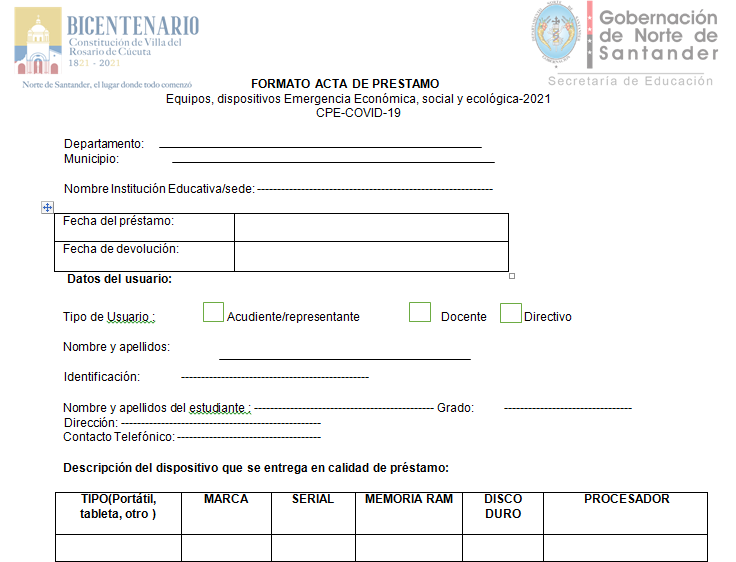 BICENTENARIO
Constitución de Villa del
Rosario de Cúcuta
1821 - 2021
Norte de Santander, el lugar donde todo comenzó
Gobernación
de Norte de
Santander
Secretaría de Educación
FORMATO ACTA DE PRESTAMO
Equipos, dispositivos Emergencia Económica, social y ecológica-2021
CPE-COVID-19
Departamento:
Municipio:
Nombre Institución Educativa/sede:
Fecha del préstamo:
Fecha de devolución:
Datos del usuario:
Tipo de Usuario : Acudiente/representante Docente Directivo
Nombre y apellidos:
Identificación:
Nombre y apellidos del estudiante : Grado:
Dirección:
Contacto Telefónico:
Descripción del dispositivo que se entrega en calidad de préstamo:
TIPO(Portátil, tableta, otro ) MARCA SERIAL MEMORIA RAM DISCO DURO PROCESADOR